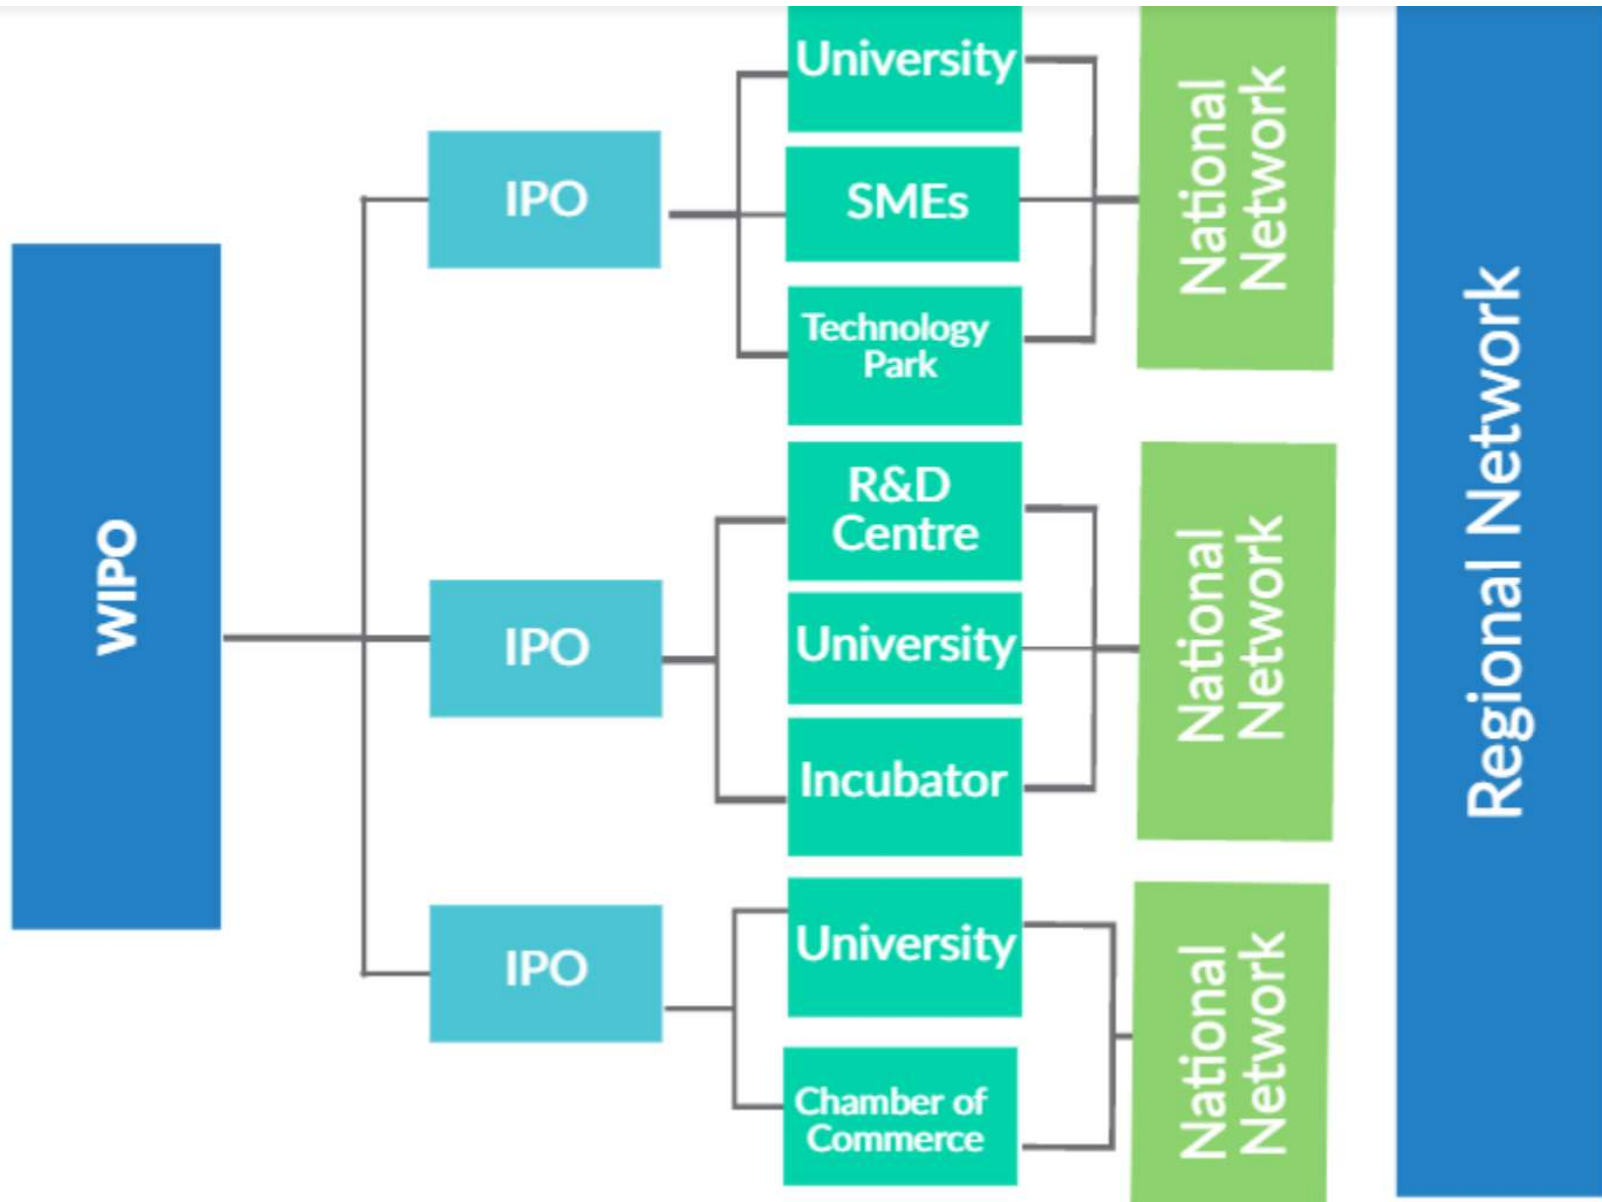 WIPO
IPO
University
SMEs
Technology
Park
National
Network
IPO
R&D
Centre
University
Incubator
National
Network
IPO
University
Chamber of
Commerce
National
Network
Regional Network